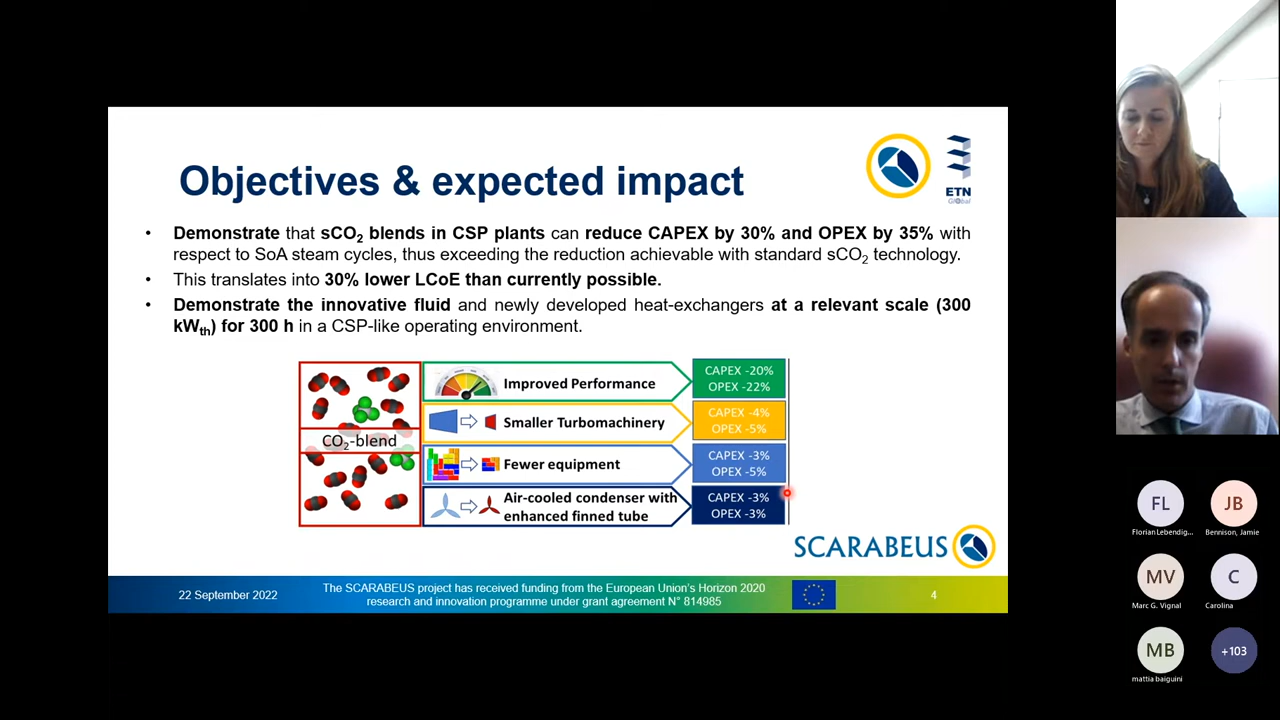 Objectives & expected impact
ETN
Global
• Demonstrate that sCO₂ blends in CSP plants can reduce CAPEX by 30% and OPEX by 35% with
respect to SoA steam cycles, thus exceeding the reduction achievable with standard sCO₂ technology.
• This translates into 30% lower LCoE than currently possible.
• Demonstrate the innovative fluid and newly developed heat-exchangers at a relevant scale (300
kWth) for 300 h in a CSP-like operating environment.
CO₂-blend
Improved Performance
CAPEX -20%
OPEX -22%
Smaller Turbomachinery
CAPEX -4%
OPEX -5%
Fewer equipment
CAPEX -3%
OPEX -5%
Air-cooled condenser with
enhanced finned tube
CAPEX -3%
OPEX -3%
SCARABEUS
22 September 2022
The SCARABEUS project has received funding from the European Union's Horizon 2020
research and innovation programme under grant agreement N° 814985
4
FL
Florian Lebendig...
JB
Bennison, Jamie
MV
Marc G. Vignal
C
Carolina
MB
mattia baiguini
+103